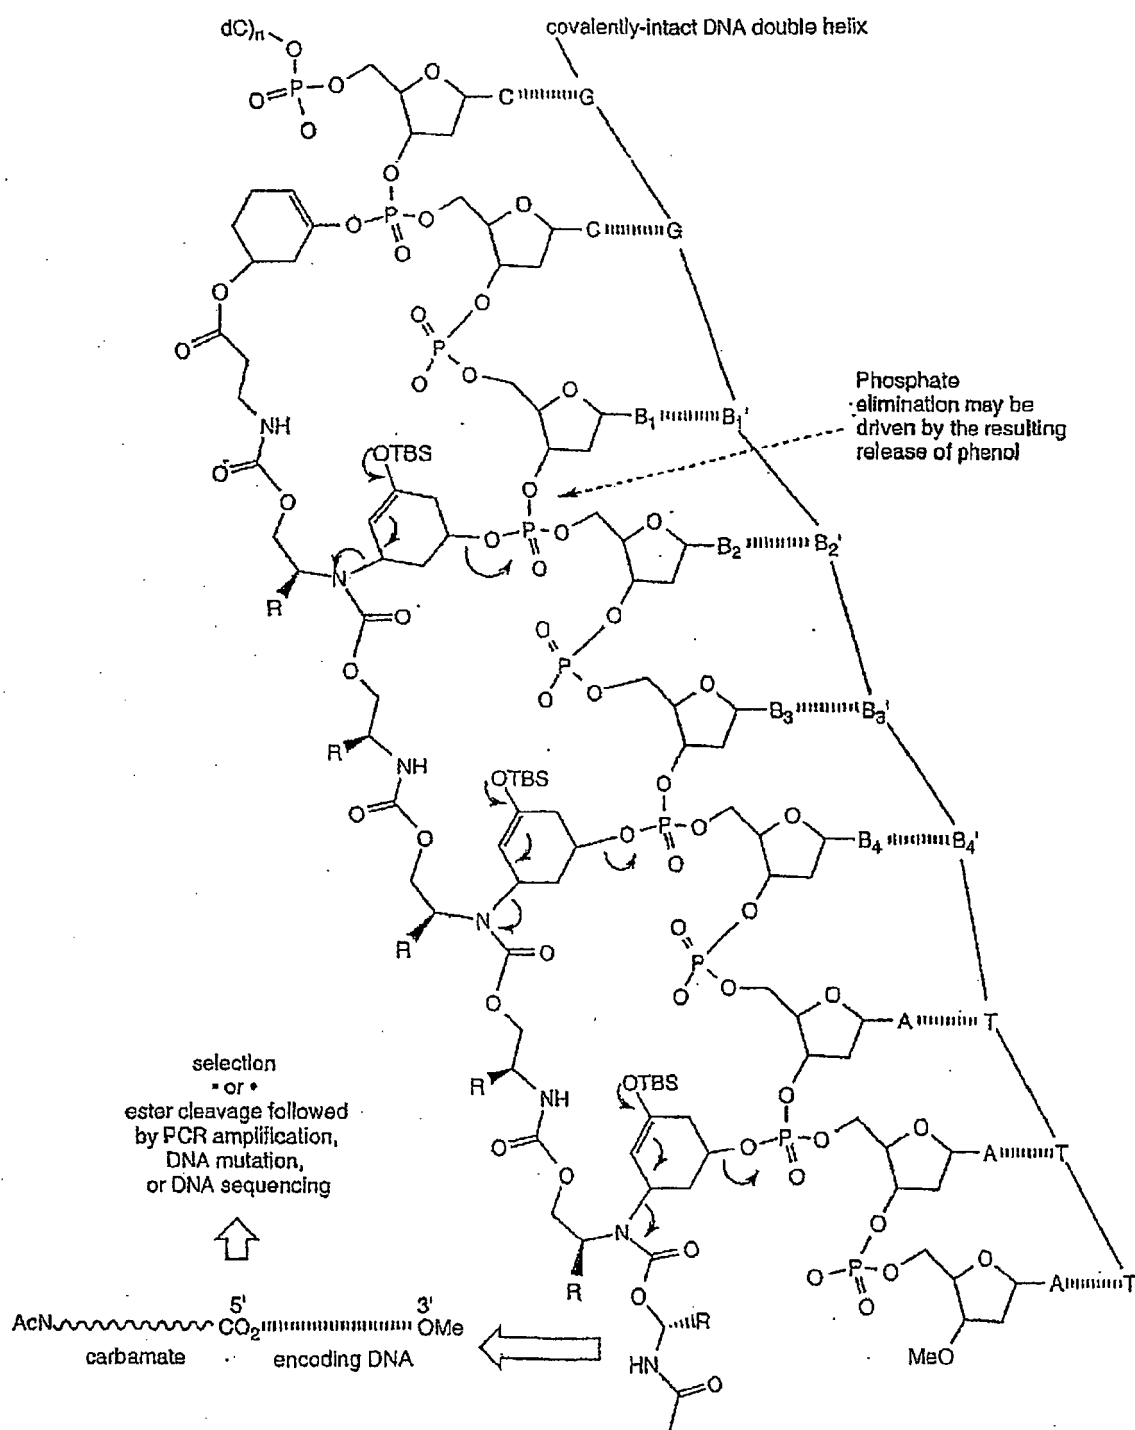 dC)n
covalently-intact DNA double helix
O
O P O O C G
O
O
O P O O C G
O
O
O
O P
O O
O
B1 B1'
Phosphate
elimination may be
driven by the resulting
release of phenol
NH
OTBS
O
O
O
O P O O B2 B2'
O
N
R
O
O
O
P
O
O
O
O
B3 B3'
R
NH
OTBS
O
O
O
O P O O B4 B4'
O
O
N
R
O
O
P
O
O
O
O
A T
selection
- or -
ester cleavage followed
by PCR amplification,
DNA mutation,
or DNA sequencing
R
NH
OTBS
O
O
O
O P O O A T
O
O
N
O
R
O
O P O O A T
O
5' 3'
AcN CO2 OMe
carbamate encoding DNA
R
HN
O
MeO